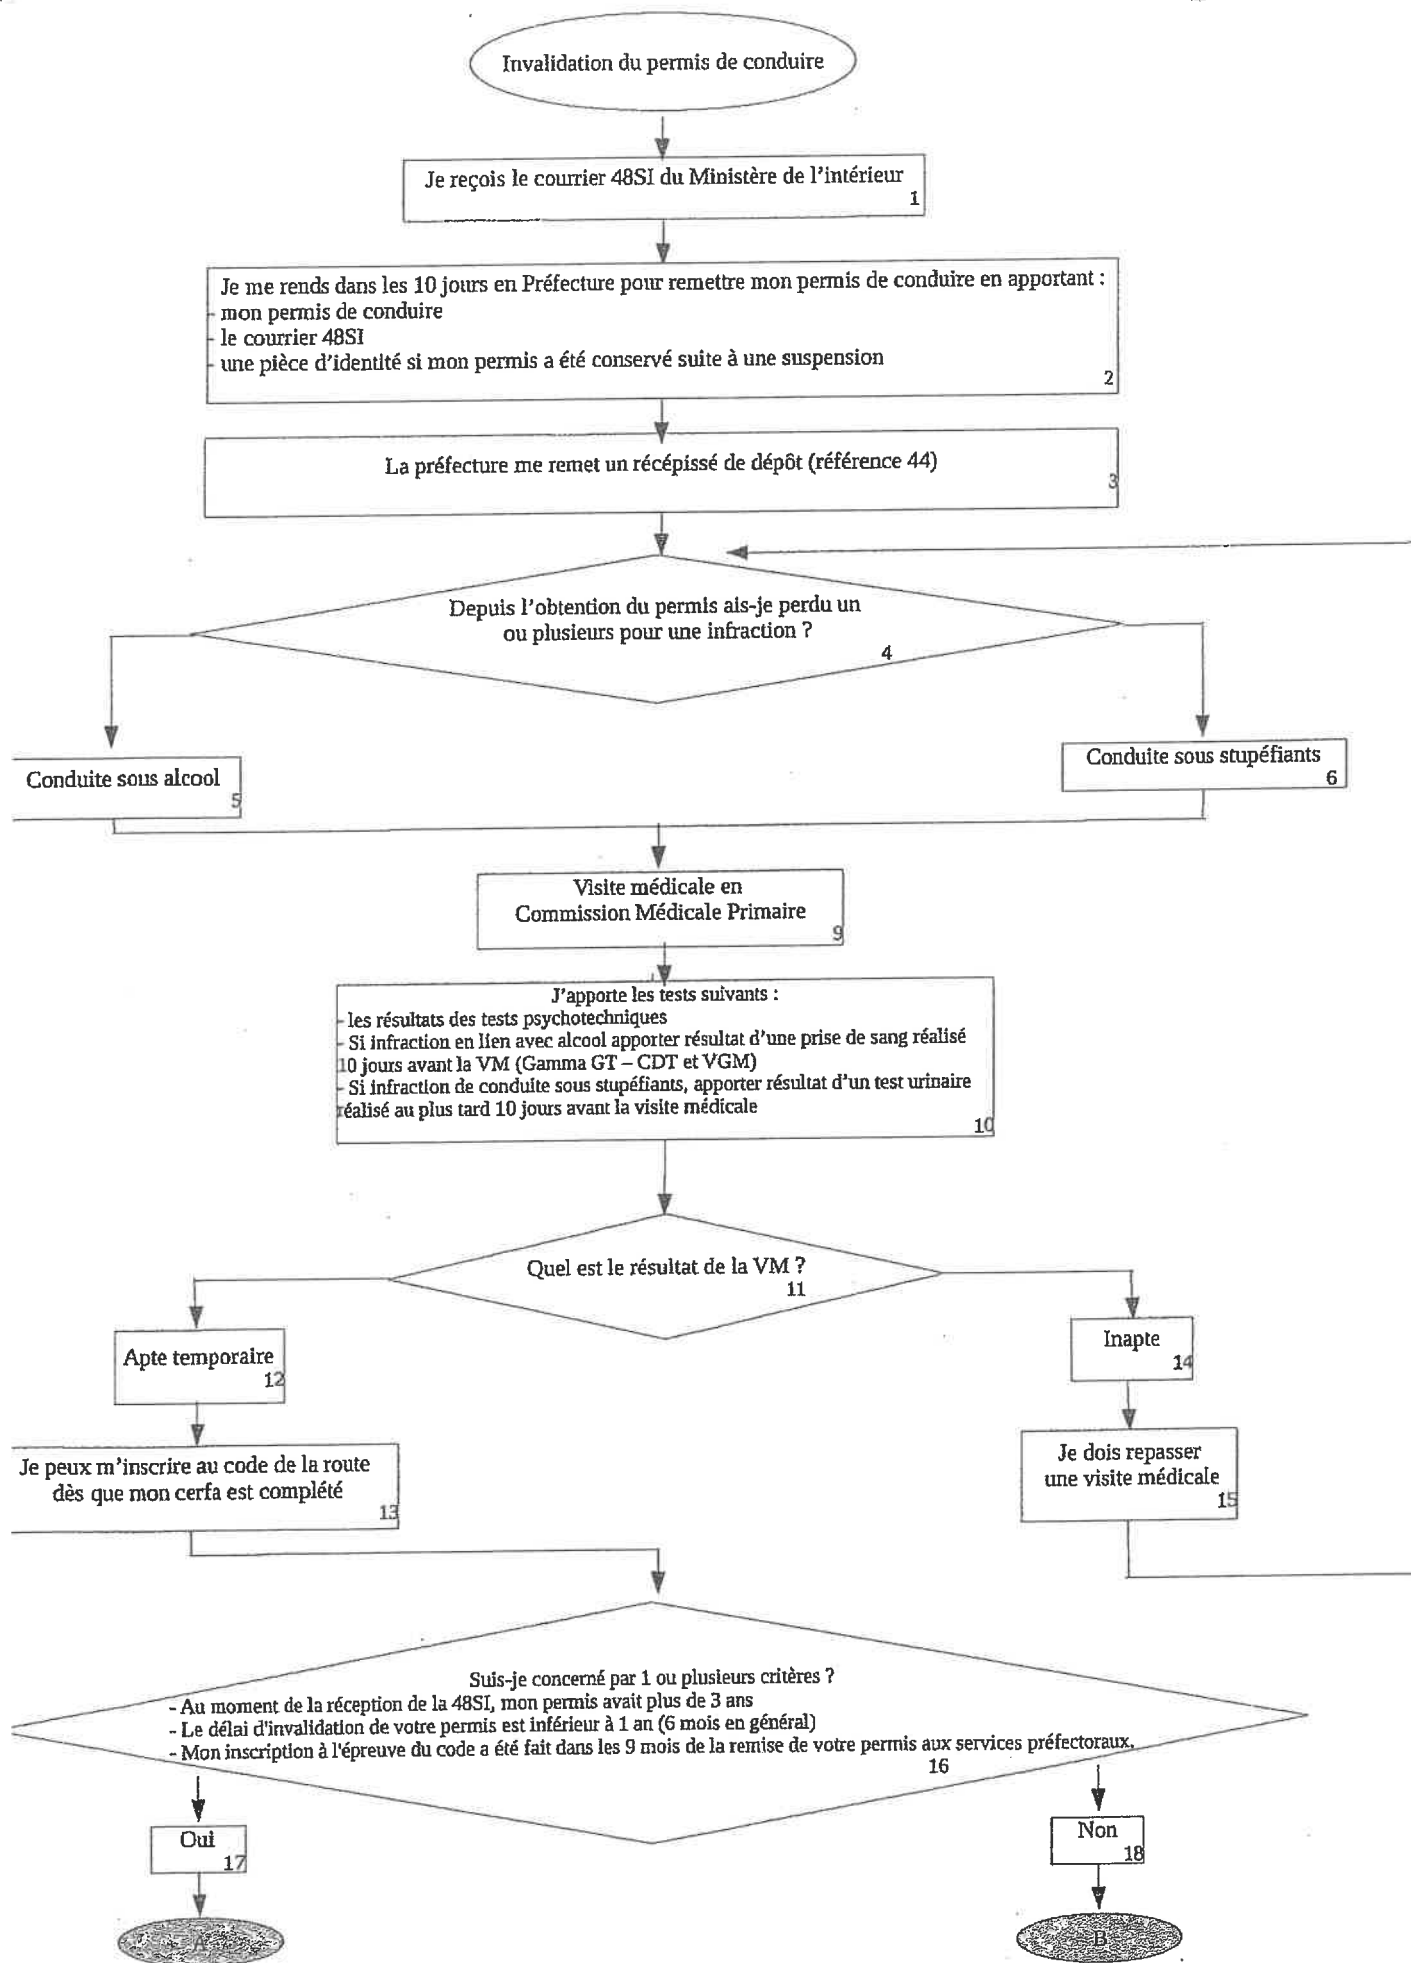 Invalidation du permis de conduire
Je reçois le courrier 48SI du Ministère de l'intérieur
1
Je me rends dans les 10 jours en Préfecture pour remettre mon permis de conduire en apportant :
- mon permis de conduire
- le courrier 48SI
- une pièce d'identité si mon permis a été conservé suite à une suspension
2
La préfecture me remet un récépissé de dépôt (référence 44)
3
Depuis l'obtention du permis ais-je perdu un
ou plusieurs pour une infraction ?
4
Conduite sous alcool
5
Conduite sous stupéfiants
6
Visite médicale en
Commission Médicale Primaire
9
J'apporte les tests suivants :
- les résultats des tests psychotechniques
- Si infraction en lien avec alcool apporter résultat d'une prise de sang réalisé
10 jours avant la VM (Gamma GT – CDT et VGM)
- Si infraction de conduite sous stupéfiants, apporter résultat d'un test urinaire
réalisé au plus tard 10 jours avant la visite médicale
10
Quel est le résultat de la VM ?
11
Apte temporaire
12
Inapte
14
Je peux m'inscrire au code de la route
dès que mon cerfa est complété
13
Je dois repasser
une visite médicale
15
Suis-je concerné par 1 ou plusieurs critères ?
- Au moment de la réception de la 48SI, mon permis avait plus de 3 ans
- Le délai d'invalidation de votre permis est inférieur à 1 an (6 mois en général)
- Mon inscription à l'épreuve du code a été fait dans les 9 mois de la remise de votre permis aux services préfectoraux.
16
Oui
17
Non
18
A
B